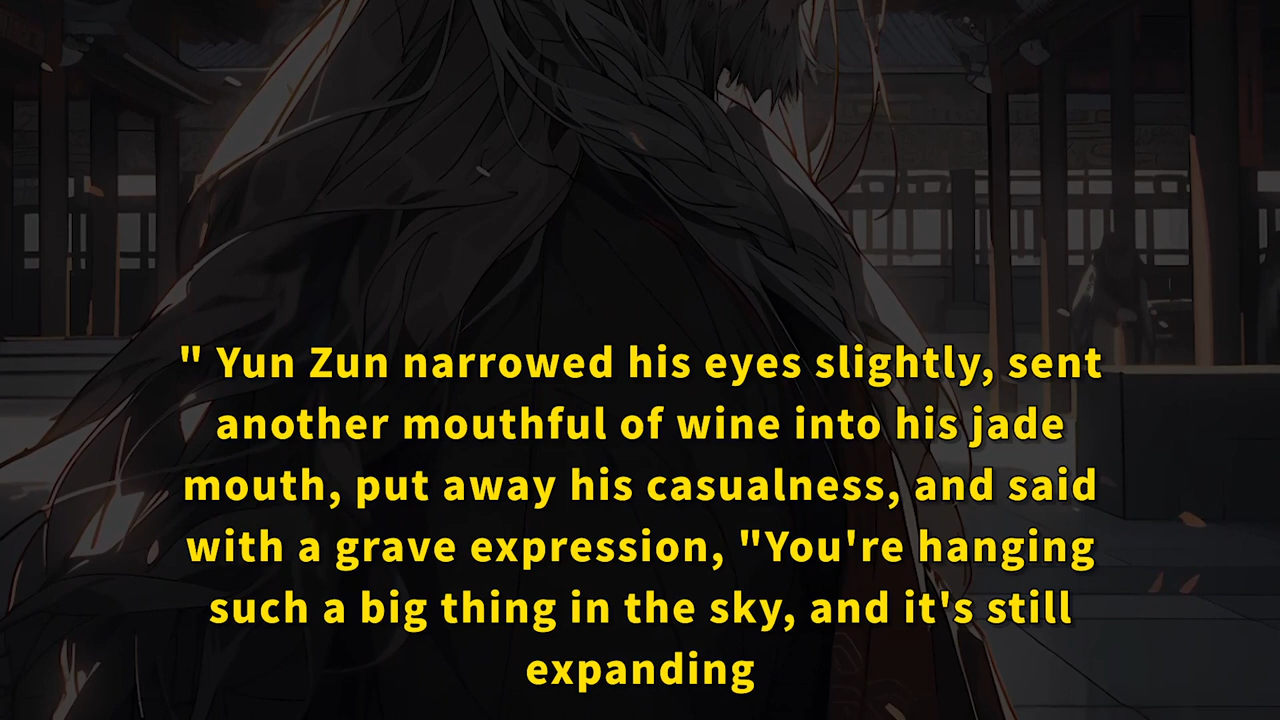 " Yun Zun narrowed his eyes slightly, sent
another mouthful of wine into his jade
mouth, put away his casualness, and said
with a grave expression, "You're hanging
such a big thing in the sky, and it's still
expanding